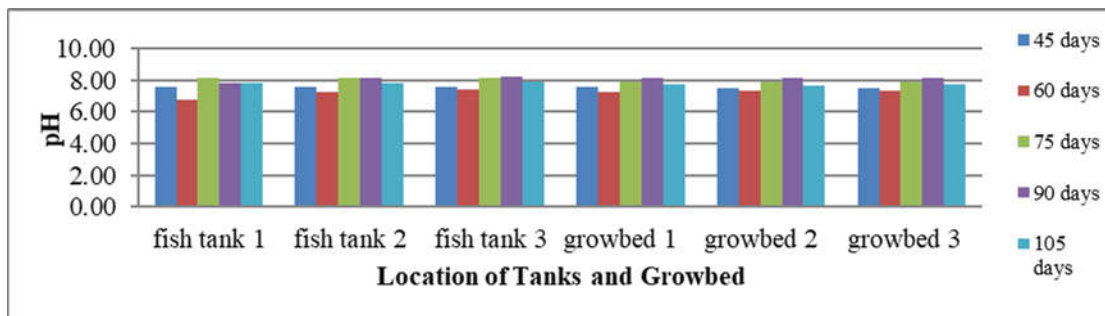 10.00
8.00
6.00
4.00
2.00
0.00
pH
fish tank 1
fish tank 2
fish tank 3
growbed 1
growbed 2
growbed 3
Location of Tanks and Growbed
45 days
60 days
75 days
90 days
105
days